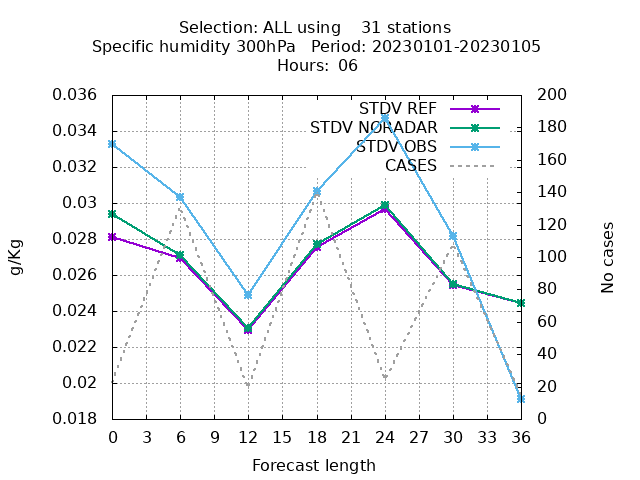 Selection: ALL using    31 stations
Specific humidity 300hPa   Period: 20230101-20230105
Hours: 06
STDV REF
STDV NORADAR
STDV OBS
CASES
0.036
0.034
0.032
0.03
0.028
0.026
0.024
0.022
0.02
0.018
200
180
160
140
120
100
80
60
40
20
0
g/Kg
No cases
0 3 6 9 12 15 18 21 24 27 30 33 36
Forecast length